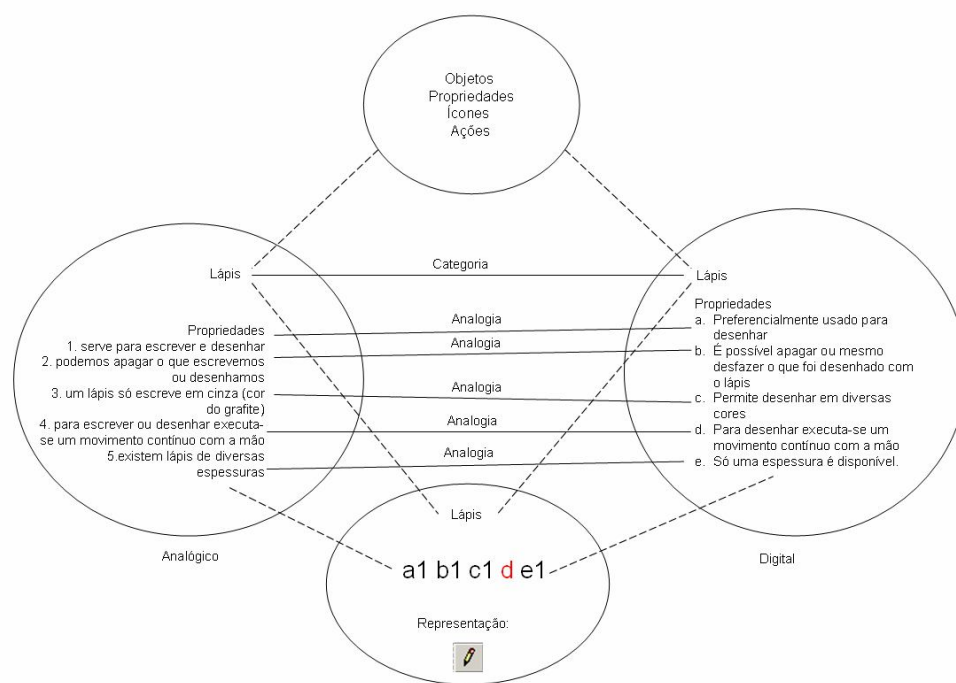 Objetos
Propriedades
Ícones
Ações
Categoria
Lápis
Lápis
Propriedades
1. serve para escrever e desenhar
2. podemos apagar o que escrevemos
ou desenhamos
3. um lápis só escreve em cinza (cor
do grafite)
4. para escrever ou desenhar executa-
se um movimento contínuo com a mão
5.existem lápis de diversas
espessuras
Analogia
Analogia
Analogia
Analogia
Analogia
Propriedades
a. Preferencialmente usado para
desenhar
b. É possível apagar ou mesmo
desfazer o que foi desenhado com
o lápis
c. Permite desenhar em diversas
cores
d. Para desenhar executa-se um
movimento contínuo com a mão
e. Só uma espessura é disponível.
Analógico
Digital
Lápis
a1 b1 c1 d e1
Representação: